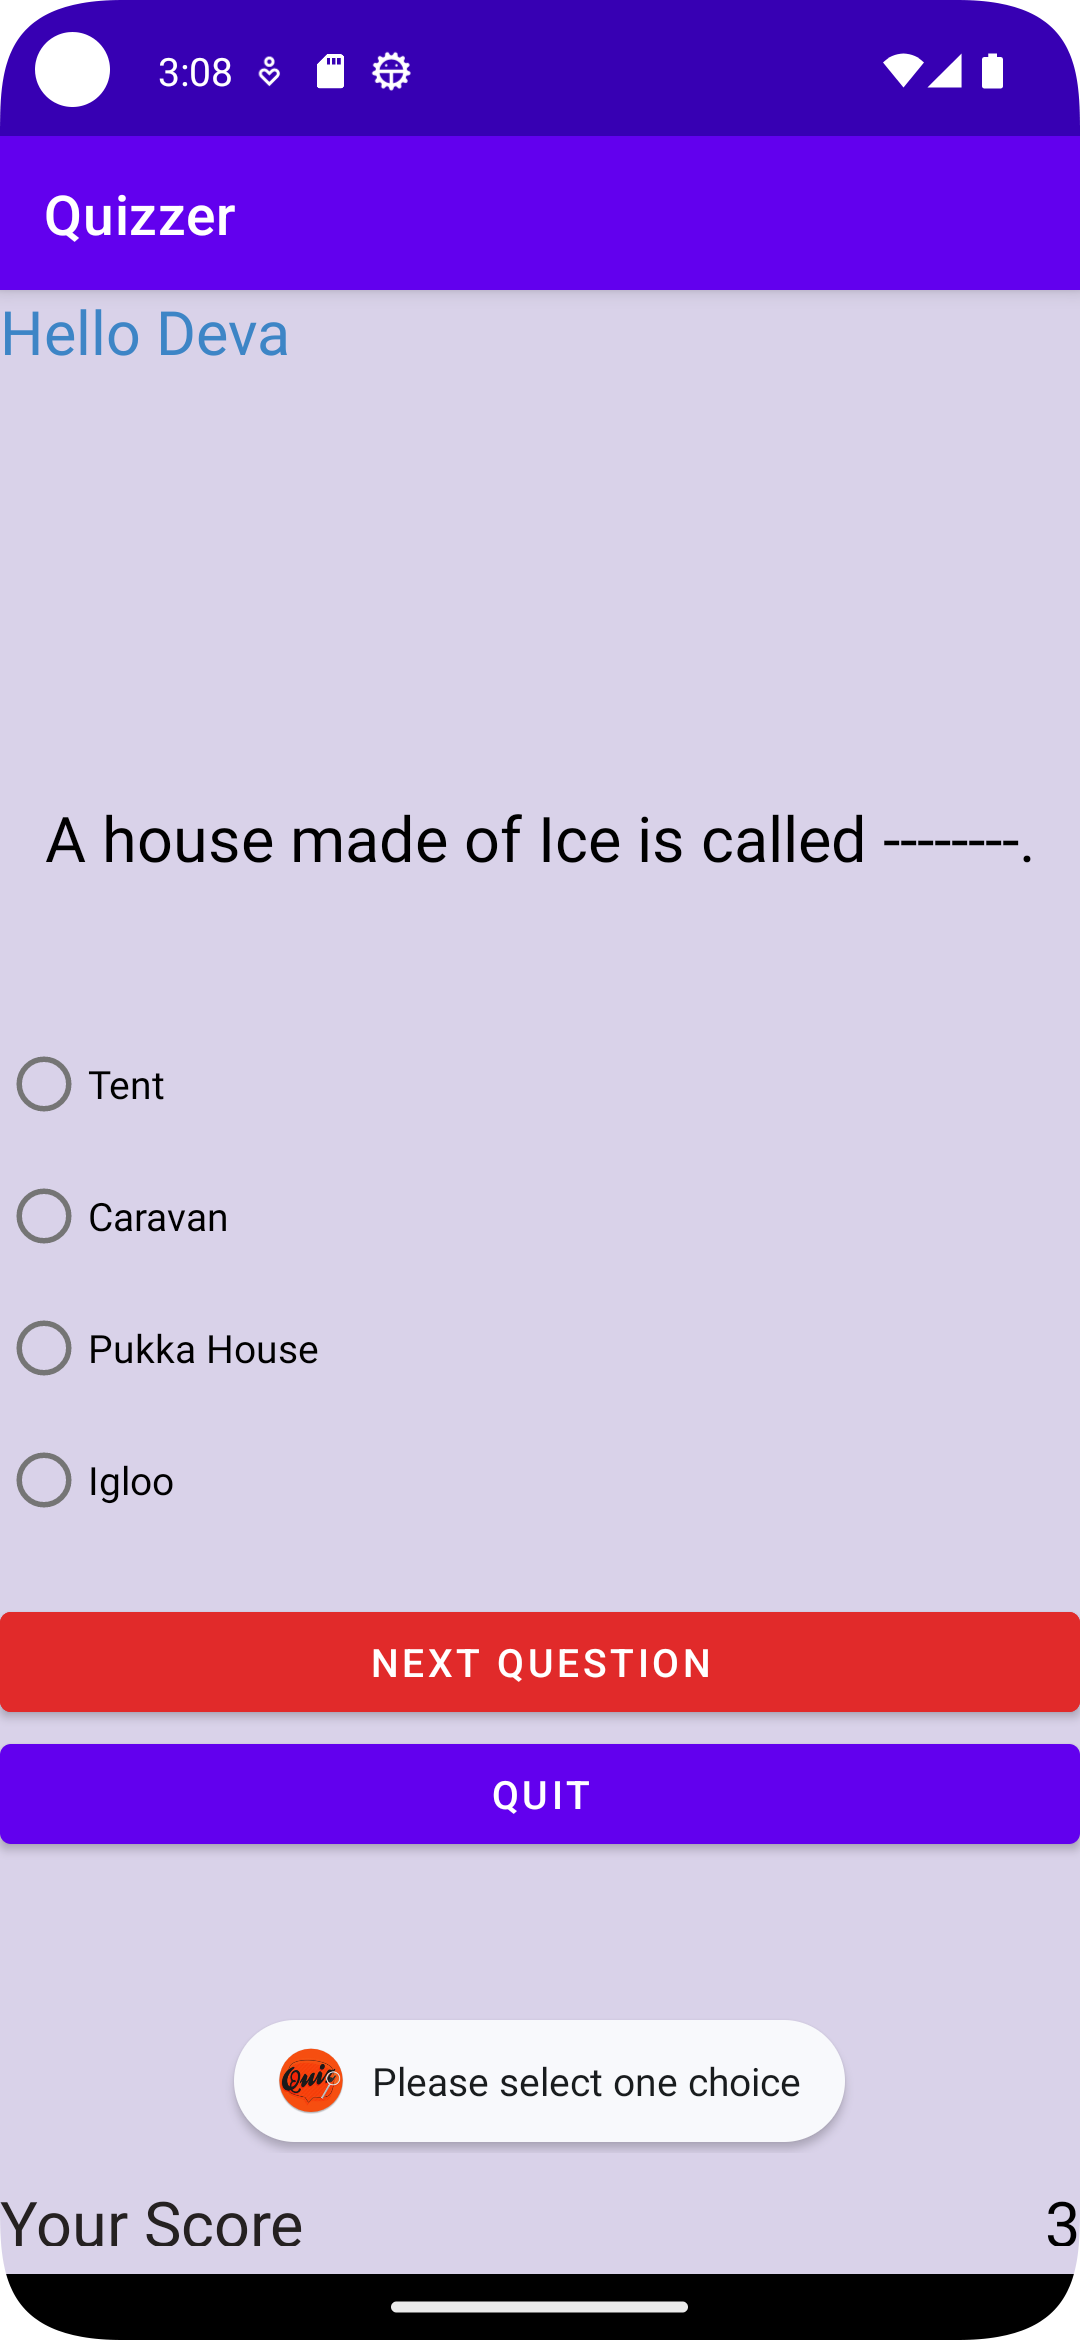 3:08
Quizzer
Hello Deva
A house made of Ice is called --------.
Tent
Caravan
Pukka House
Igloo
NEXT QUESTION
QUIT
Please select one choice
Your Score
3